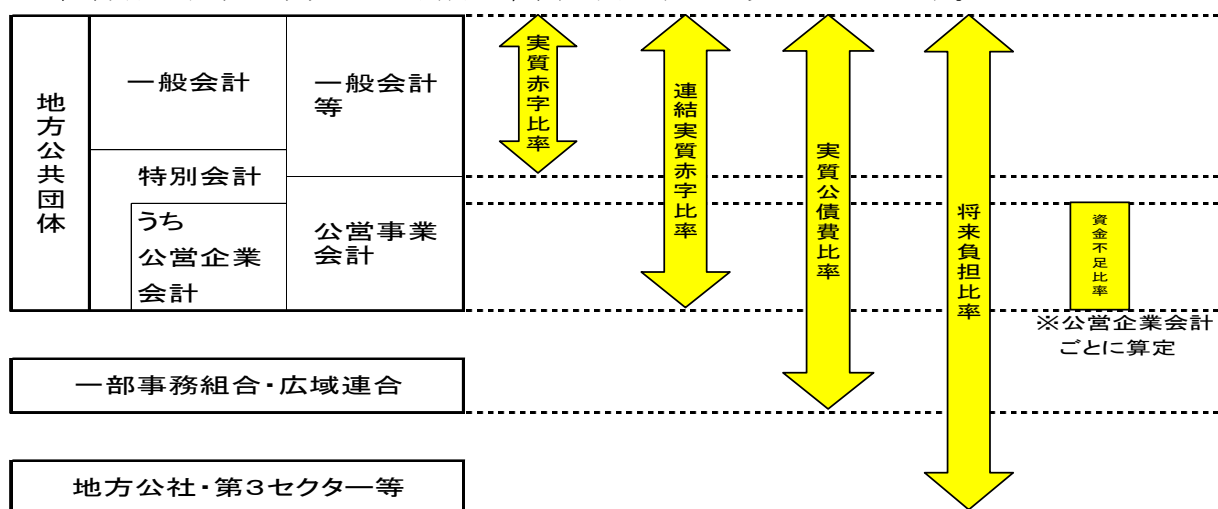 地方公共団体
一般会計
特別会計
うち
公営企業
会計
一般会計
等
公営事業
会計
実質赤字比率
連結実質赤字比率
実質公債費比率
将来負担比率
資金不足比率
※公営企業会計
ごとに算定
一部事務組合・広域連合
地方公社・第3セクター等